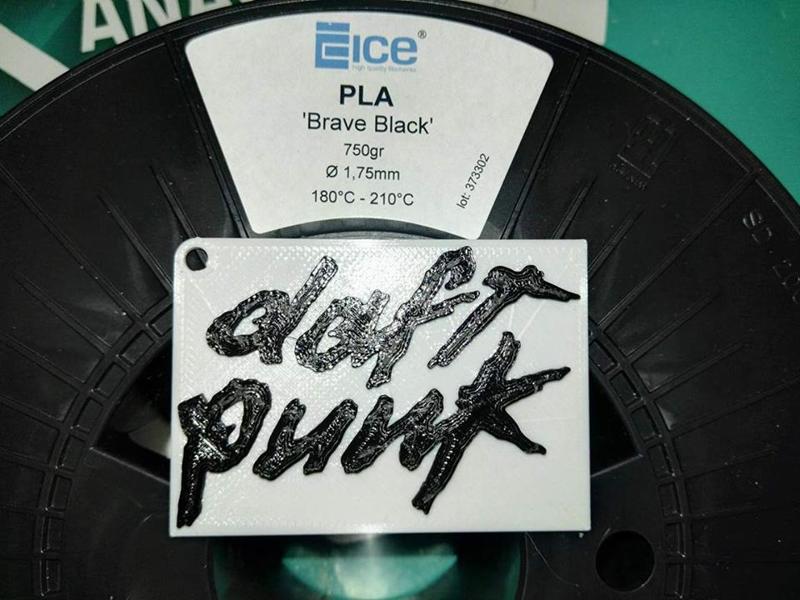 ICE®
high quality filaments
PLA
'Brave Black'
750gr
Ø 1,75mm
180°C - 210°C
lot: 373302
daft
punk